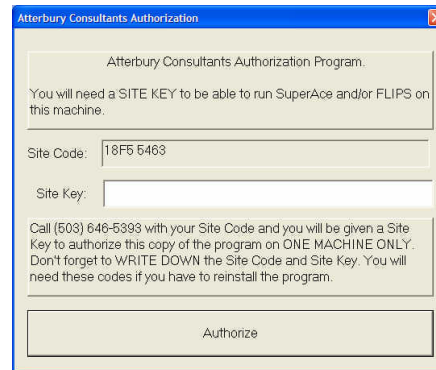 Atterbury Consultants Authorization
Atterbury Consultants Authorization Program.
You will need a SITE KEY to be able to run SuperAce and/or FLIPS on
this machine.
Site Code: 18F5 5463
Site Key:
Call (503) 646-5393 with your Site Code and you will be given a Site
Key to authorize this copy of the program on ONE MACHINE ONLY.
Don't forget to WRITE DOWN the Site Code and Site Key. You will
need these codes if you have to reinstall the program.
Authorize